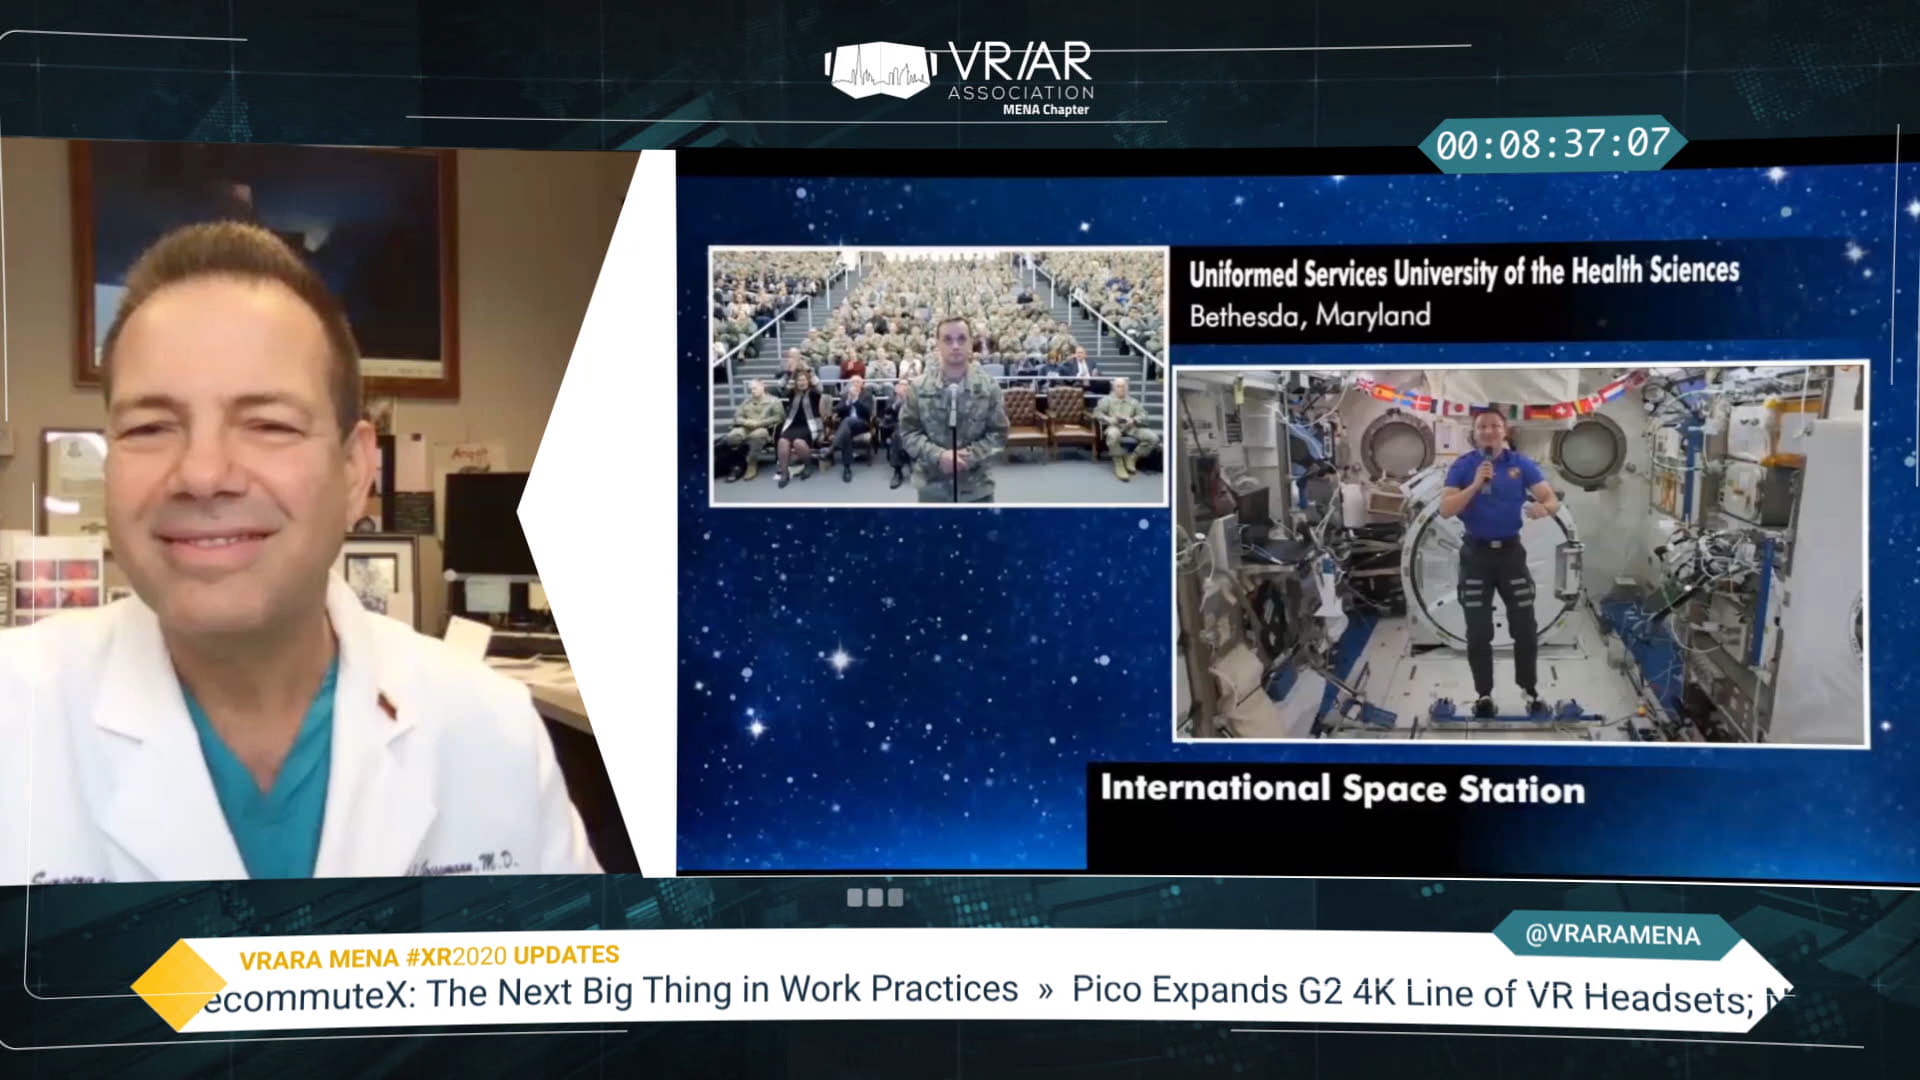 VR/AR
ASSOCIATION
MENA Chapter
00:08:37:07
Uniformed Services University of the Health Sciences
Bethesda, Maryland
International Space Station
M.D.
@VRARAMENA
VRARA MENA #XR2020 UPDATES
ecommuteX: The Next Big Thing in Work Practices » Pico Expands G2 4K Line of VR Headsets;